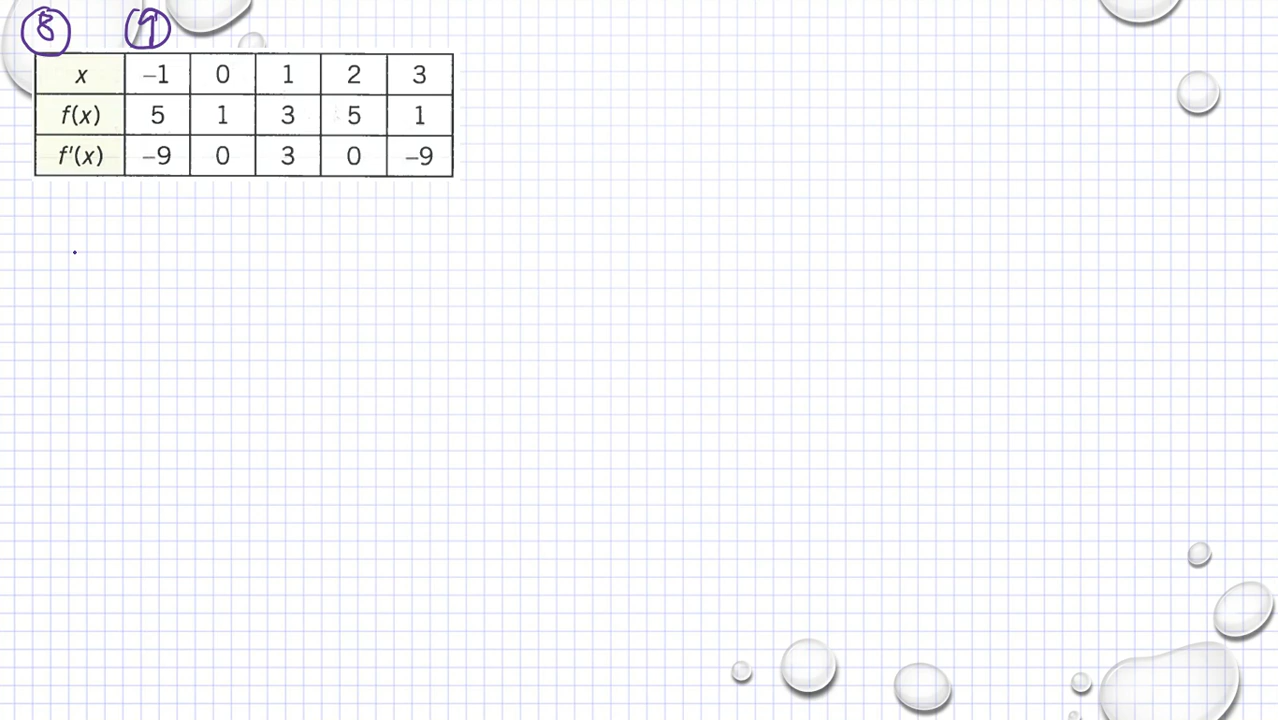 8 9
x –1 0 1 2 3
f(x) 5 1 3 5 1
f'(x) –9 0 3 0 –9